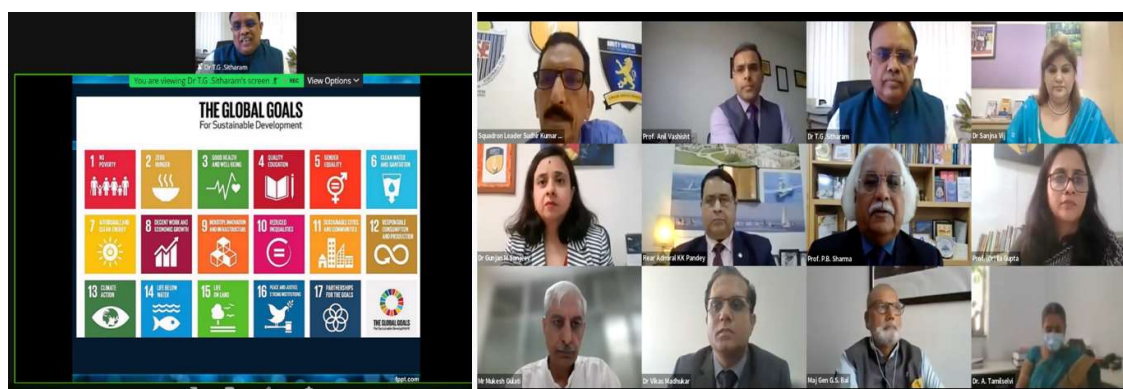 Dr T.G .Sitharam
You are viewing Dr T.G .Sitharam's screen
REC
View Options
THE GLOBAL GOALS
For Sustainable Development
1 NO
POVERTY
2 ZERO
HUNGER
3 GOOD HEALTH
AND WELL-BEING
4 QUALITY
EDUCATION
5 GENDER
EQUALITY
6 CLEAN WATER
AND SANITATION
7 AFFORDABLE AND
CLEAN ENERGY
8 DECENT WORK AND
ECONOMIC GROWTH
9 INDUSTRY, INNOVATION
AND INFRASTRUCTURE
10 REDUCED
INEQUALITIES
11 SUSTAINABLE CITIES
AND COMMUNITIES
12 RESPONSIBLE
CONSUMPTION
AND PRODUCTION
13 CLIMATE
ACTION
14 LIFE BELOW
WATER
15 LIFE
ON LAND
16 PEACE AND JUSTICE
STRONG INSTITUTIONS
17 PARTNERSHIPS
FOR THE GOALS
THE GLOBAL GOALS
fppt.com
Squadron Leader Sudhir Kumar ...
Prof. Anil Vashisht
Dr T.G .Sitharam
Dr Sanjna Vij
Dr Gunjan M Sanjeev
Rear Admiral KK Pandey
Prof. P.B. Sharma
Gupta
Mr Mukesh Gulati
Dr Vikas Madhukar
Maj Gen G.S. Bal
Dr. A. Tamilselvi